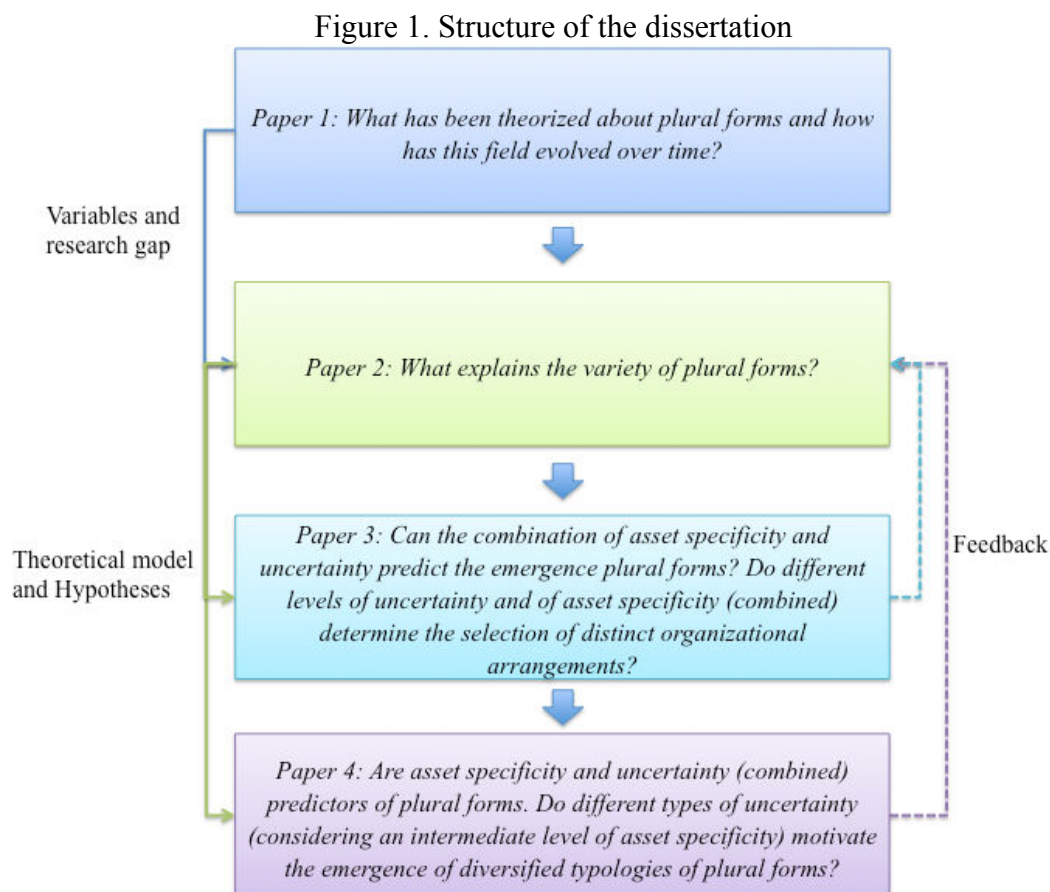 Figure 1. Structure of the dissertation
Paper 1: What has been theorized about plural forms and how
has this field evolved over time?
Variables and
research gap
Paper 2: What explains the variety of plural forms?
Paper 3: Can the combination of asset specificity and
uncertainty predict the emergence plural forms? Do different
levels of uncertainty and of asset specificity (combined)
determine the selection of distinct organizational
arrangements?
Theoretical model
and Hypotheses
Feedback
Paper 4: Are asset specificity and uncertainty (combined)
predictors of plural forms. Do different types of uncertainty
(considering an intermediate level of asset specificity) motivate
the emergence of diversified typologies of plural forms?